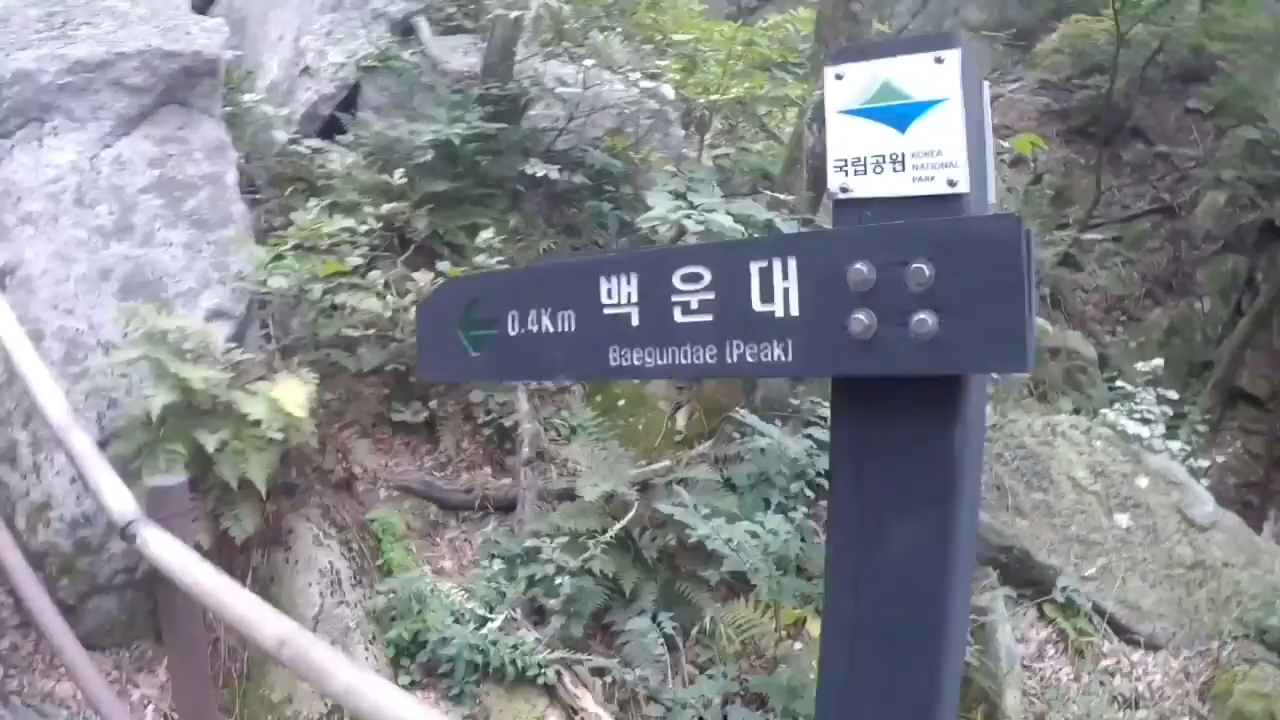 국립공원
KOREA
NATIONAL
PARK
0.4Km 백 운 대
Baegundae (Peak)